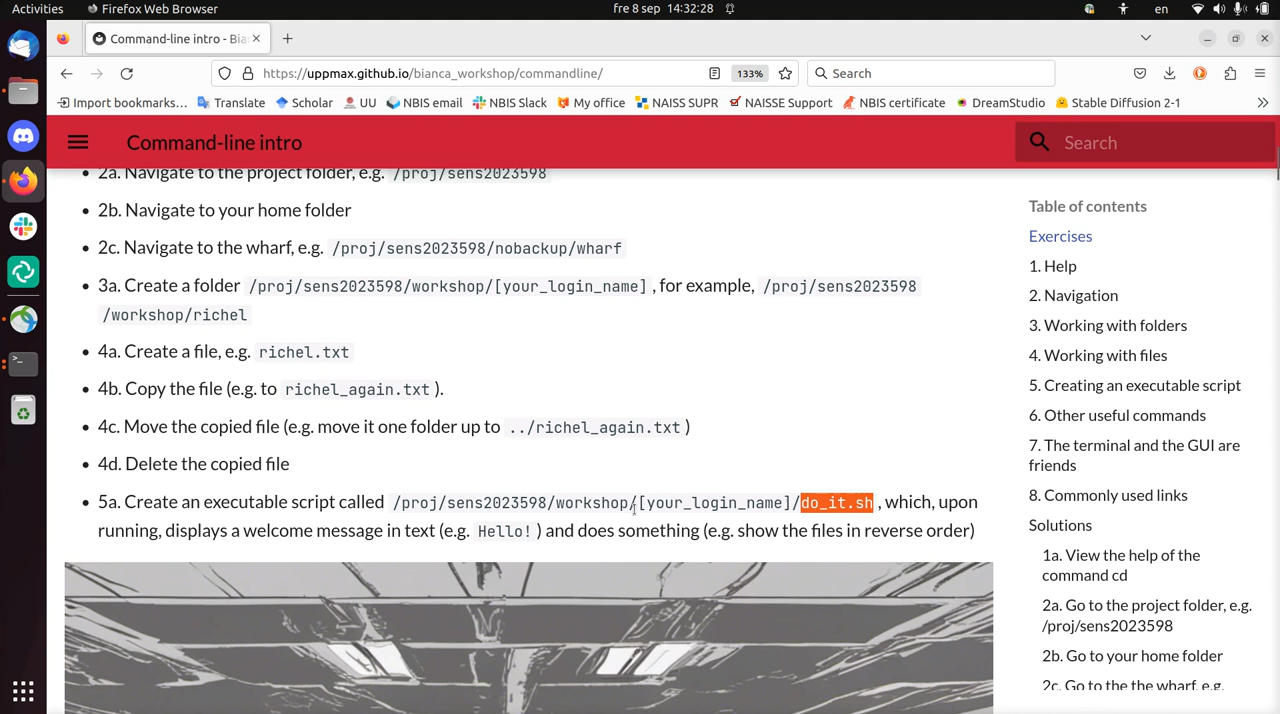 Activities
Firefox Web Browser
fre 8 sep 14:32:28
en
Command-line intro - Bia
https://uppmax.github.io/bianca_workshop/commandline/
133%
Search
Import bookmarks...
Translate
Scholar
UU
NBIS email
NBIS Slack
My office
NAISS SUPR
NAISSE Support
NBIS certificate
DreamStudio
Stable Diffusion 2-1
Command-line intro
Search
2a. Navigate to the project folder, e.g. /proj/sens2023598
2b. Navigate to your home folder
2c. Navigate to the wharf, e.g. /proj/sens2023598/nobackup/wharf
3a. Create a folder /proj/sens2023598/workshop/[your_login_name] , for example, /proj/sens2023598
/workshop/richel
4a. Create a file, e.g. richel.txt
4b. Copy the file (e.g. to richel_again.txt ).
4c. Move the copied file (e.g. move it one folder up to ../richel_again.txt )
4d. Delete the copied file
5a. Create an executable script called /proj/sens2023598/workshop/[your_login_name]/do_it.sh , which, upon
running, displays a welcome message in text (e.g. Hello! ) and does something (e.g. show the files in reverse order)
Table of contents
Exercises
1. Help
2. Navigation
3. Working with folders
4. Working with files
5. Creating an executable script
6. Other useful commands
7. The terminal and the GUI are
friends
8. Commonly used links
Solutions
1a. View the help of the
command cd
2a. Go to the project folder, e.g.
/proj/sens2023598
2b. Go to your home folder
2c. Go to the the wharf, e.g.